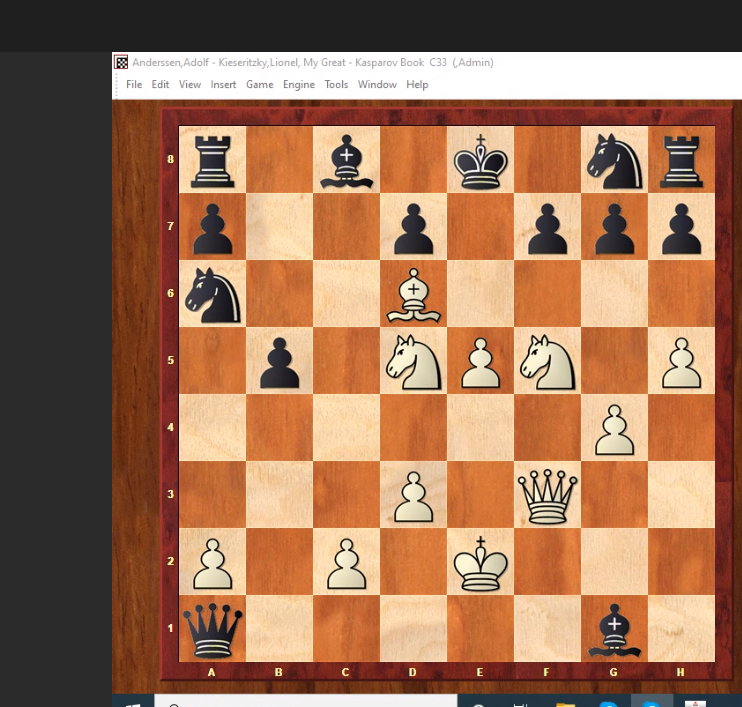 Anderssen,Adolf - Kieseritzky,Lionel, My Great - Kasparov Book  C33  (,Admin)
File Edit View Insert Game Engine Tools Window Help
8
7
6
5
4
3
2
1
A B C D E F G H